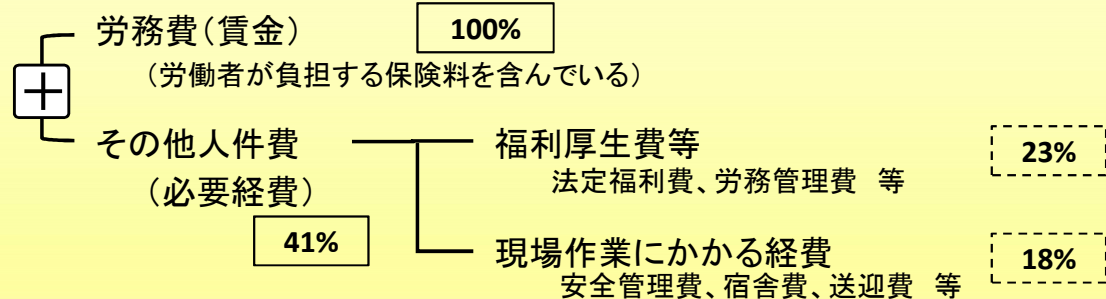 労務費(賃金) 100%
(労働者が負担する保険料を含んでいる)
+
その他人件費
(必要経費)
41%
福利厚生費等 23%
法定福利費、労務管理費 等
現場作業にかかる経費 18%
安全管理費、宿舎費、送迎費 等